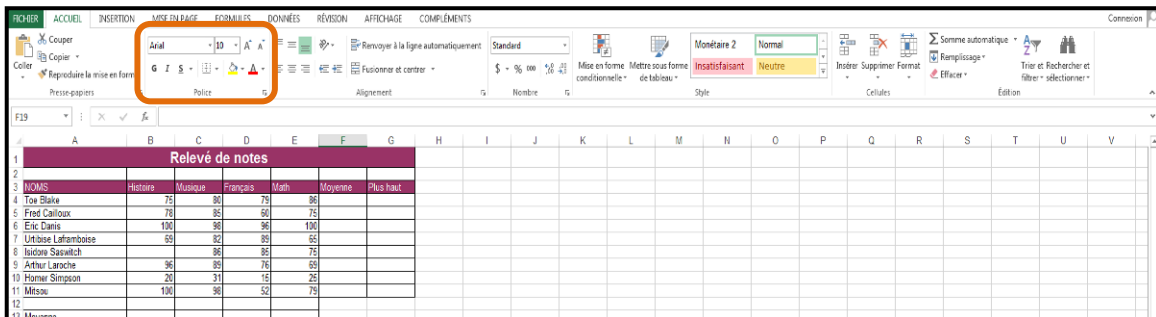 FICHIER ACCUEIL INSERTION MISE EN PAGE FORMULES DONNÉES RÉVISION AFFICHAGE COMPLÉMENTS Connexion
Couper
Copier
Reproduire la mise en form
Coller
Presse-papiers
Arial 10 A A
G I S A
Police
Renvoyer à la ligne automatiquement
Fusionner et centrer
Alignement
Standard
$ % 000
Nombre
Mise en forme conditionnelle
Mettre sous forme de tableau
Monétaire 2 Normal
Insatisfaisant Neutre
Style
Insérer Supprimer Format
Cellules
Somme automatique
Remplissage
Effacer
Trier et filtrer
Rechercher et sélectionner
Édition
F19 fx
A B C D E F G H I J K L M N O P Q R S T U V
1 Relevé de notes
2
3 NOMS Histoire Musique Français Math Moyenne Plus haut
4 Toe Blake 75 80 79 86
5 Fred Cailloux 78 85 60 75
6 Eric Danis 100 98 96 100
7 Urtibise Laframboise 69 82 89 65
8 Isidore Saswitch 86 85 75
9 Arthur Laroche 96 89 76 69
10 Homer Simpson 20 31 15 25
11 Mitsou 100 98 52 79
12
13 Moyenne